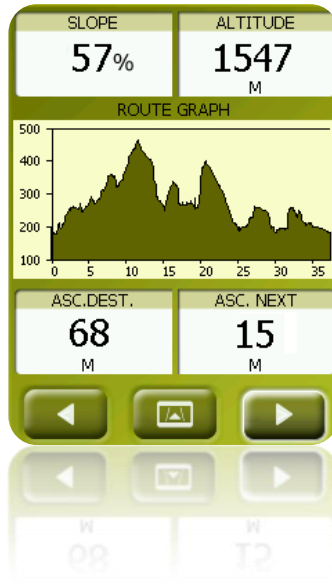 SLOPE ALTITUDE
57% 1547
M
ROUTE GRAPH
500
400
300
200
100
0 5 10 15 20 25 30 35
ASC.DEST. ASC. NEXT
68 15
M M